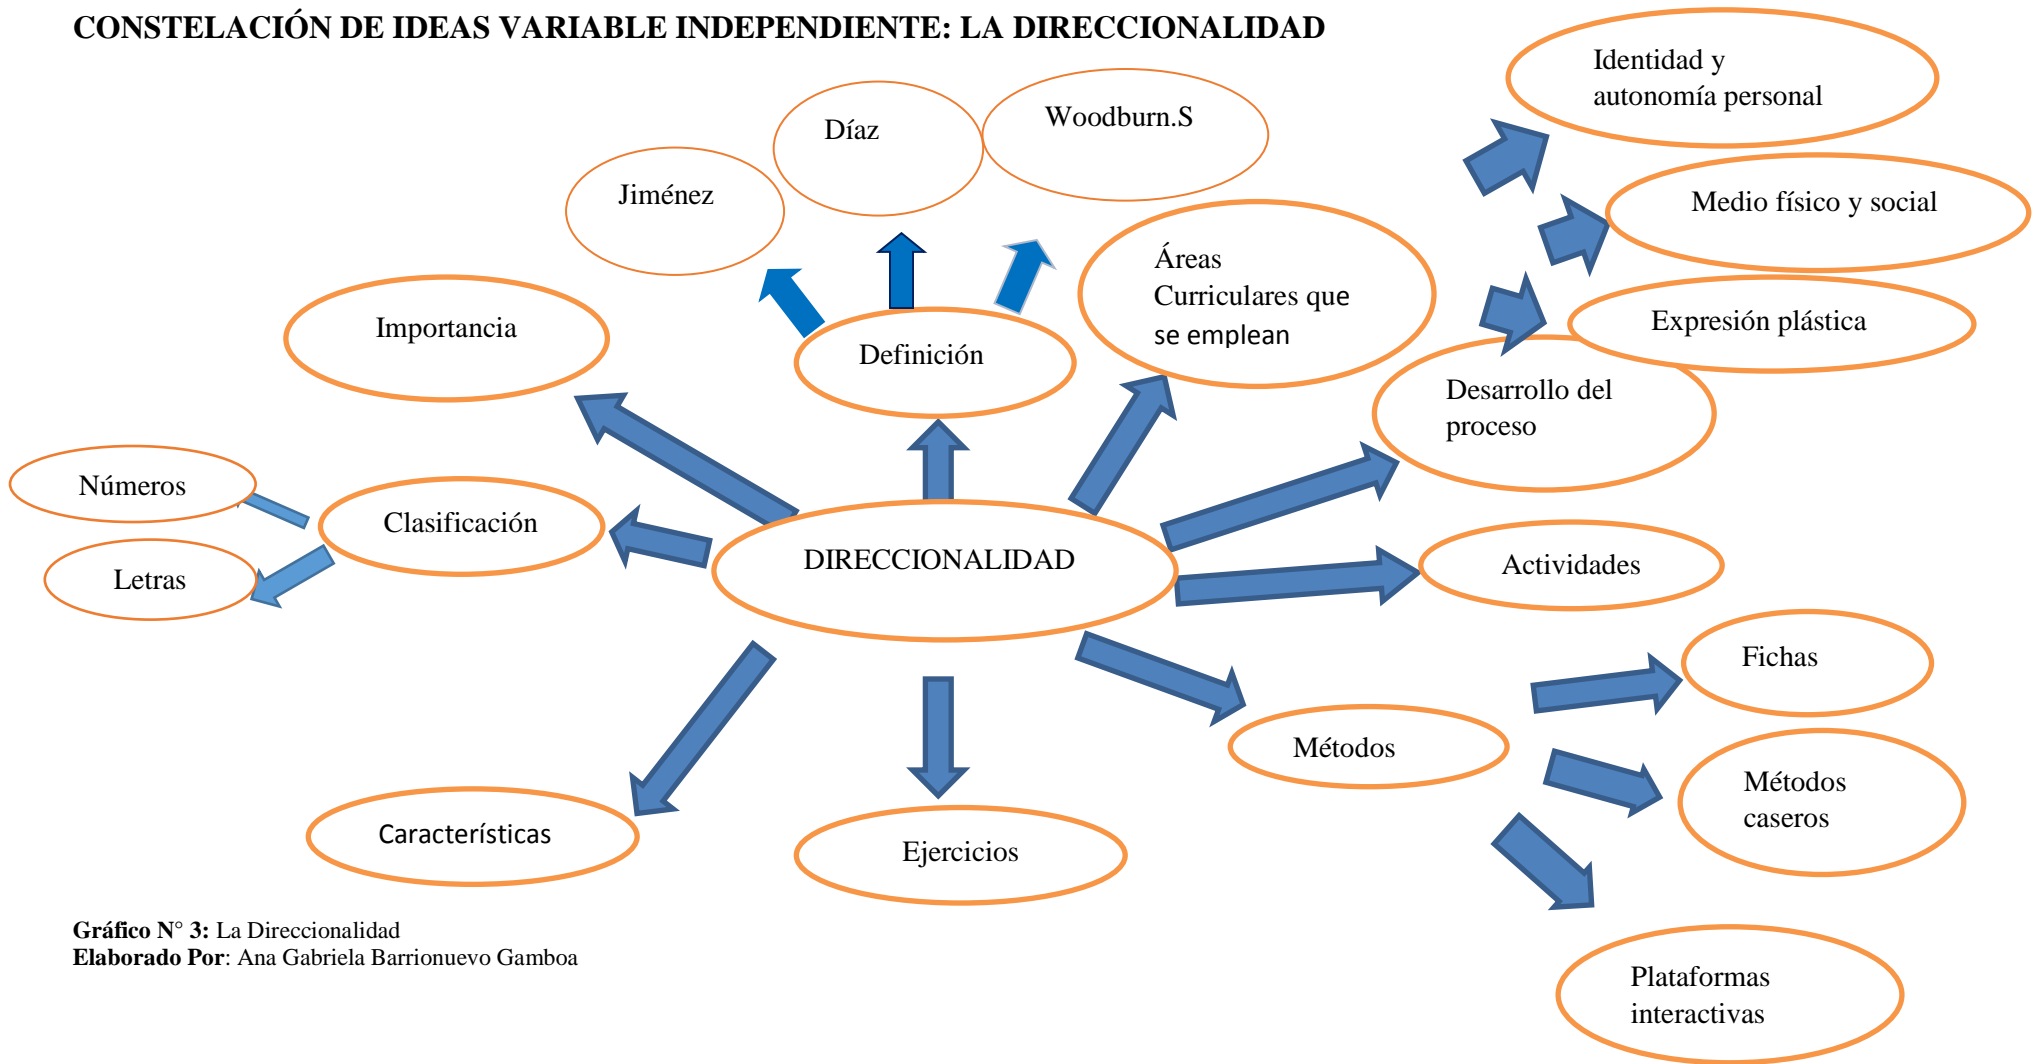 CONSTELACIÓN DE IDEAS VARIABLE INDEPENDIENTE: LA DIRECCIONALIDAD
Identidad y
autonomía personal
Woodburn.S
Díaz
Jiménez
Medio físico y social
Áreas
Curriculares que
se emplean
Expresión plástica
Importancia
Definición
Desarrollo del
proceso
Números
Clasificación
Letras
DIRECCIONALIDAD
Actividades
Fichas
Métodos
Métodos
caseros
Características
Ejercicios
Plataformas
interactivas
Gráfico N° 3: La Direccionalidad
Elaborado Por: Ana Gabriela Barrionuevo Gamboa